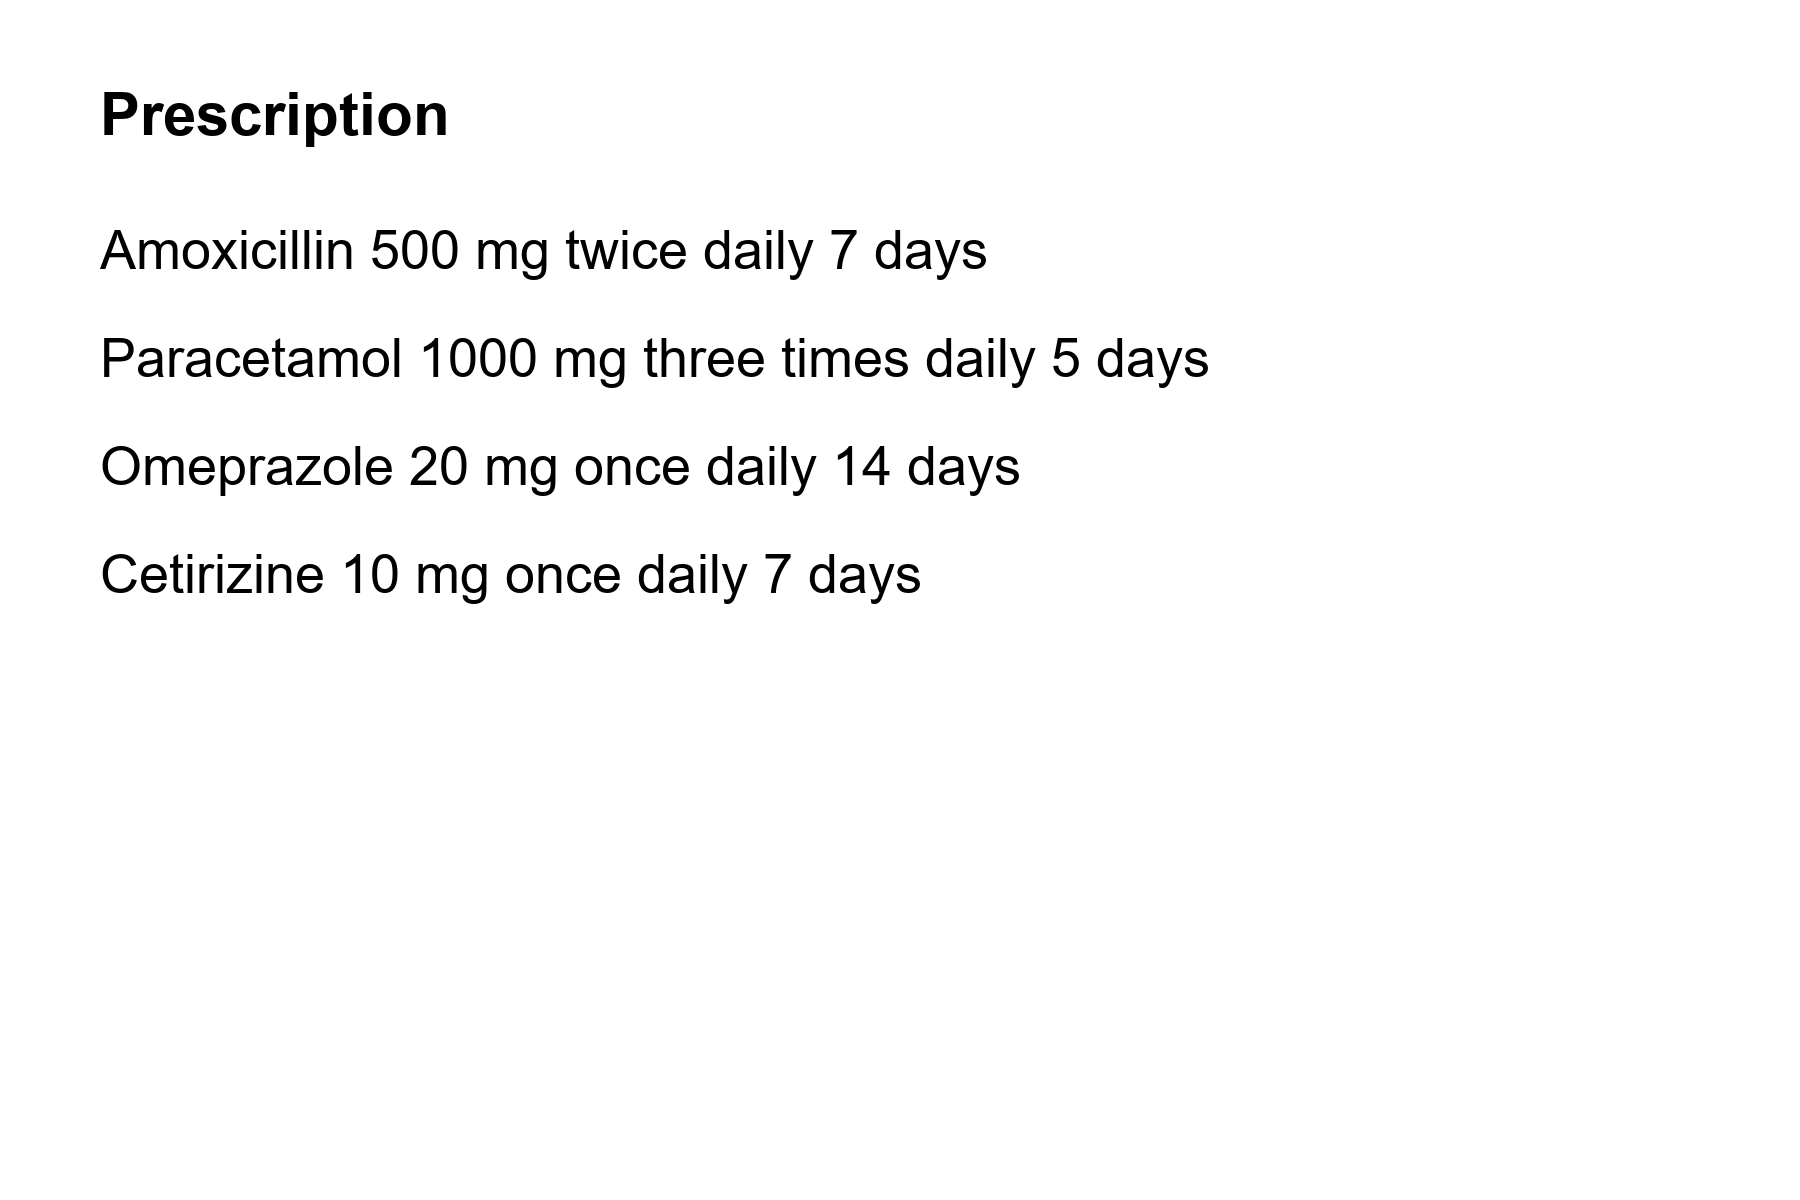 Prescription
Amoxicillin 500 mg twice daily 7 days
Paracetamol 1000 mg three times daily 5 days
Omeprazole 20 mg once daily 14 days
Cetirizine 10 mg once daily 7 days